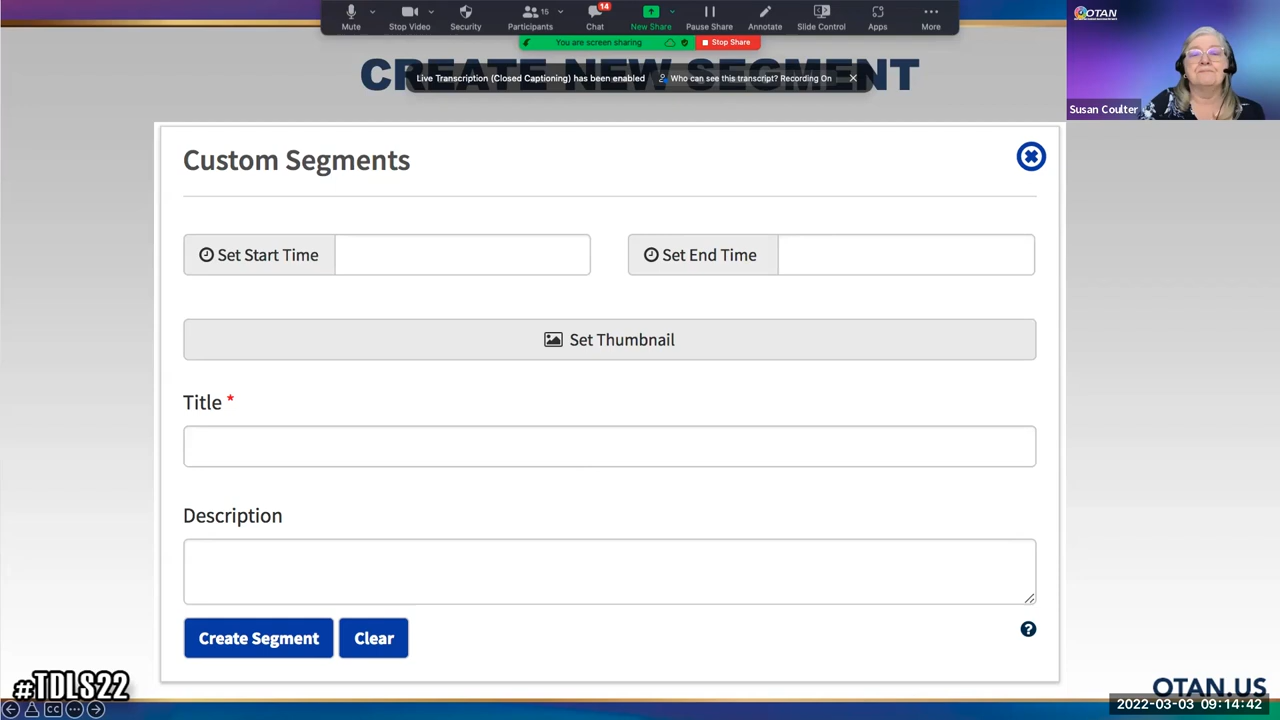 Mute
Stop Video
Security
Participants
15
Chat
14
New Share
Pause Share
Annotate
Slide Control
Apps
More
You are screen sharing
Stop Share
OTAN
CREATE NEW SEGMENT
Live Transcription (Closed Captioning) has been enabled
Who can see this transcript? Recording On
Susan Coulter
Custom Segments
Set Start Time
Set End Time
Set Thumbnail
Title *
Description
Create Segment
Clear
?
#TDLS22
CC
OTAN.US
2022-03-03 09:14:42